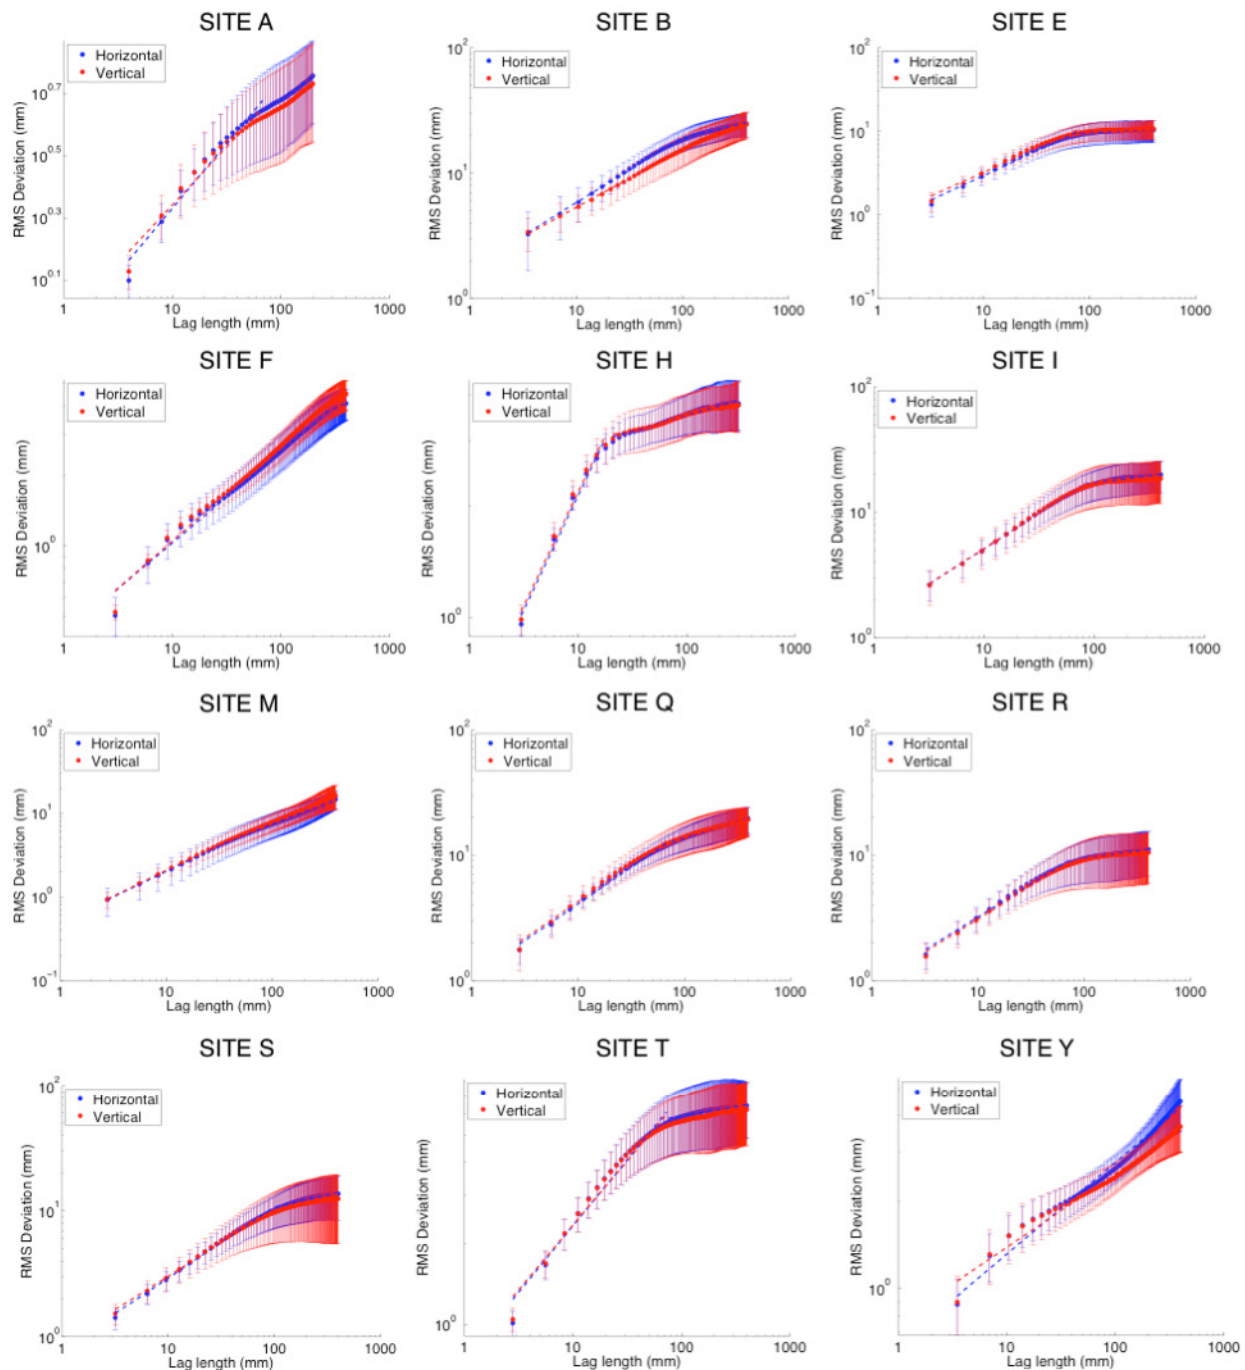 SITE A
SITE B
SITE E
Horizontal
Vertical
Horizontal
Vertical
Horizontal
Vertical
RMS Deviation (mm)
10^0.7
10^0.5
10^0.3
10^0.1
1 10 100 1000
Lag length (mm)
RMS Deviation (mm)
10^2
10^1
10^0
1 10 100 1000
Lag length (mm)
RMS Deviation (mm)
10^2
10^1
10^0
10^-1
1 10 100 1000
Lag length (mm)
SITE F
SITE H
SITE I
Horizontal
Vertical
Horizontal
Vertical
Horizontal
Vertical
RMS Deviation (mm)
10^0
1 10 100 1000
Lag length (mm)
RMS Deviation (mm)
10^0
1 10 100 1000
Lag length (mm)
RMS Deviation (mm)
10^2
10^1
10^0
1 10 100 1000
Lag length (mm)
SITE M
SITE Q
SITE R
Horizontal
Vertical
Horizontal
Vertical
Horizontal
Vertical
RMS Deviation (mm)
10^2
10^1
10^0
10^-1
1 10 100 1000
Lag length (mm)
RMS Deviation (mm)
10^2
10^1
10^0
1 10 100 1000
Lag length (mm)
RMS Deviation (mm)
10^2
10^1
10^0
1 10 100 1000
Lag length (mm)
SITE S
SITE T
SITE Y
Horizontal
Vertical
Horizontal
Vertical
Horizontal
Vertical
RMS Deviation (mm)
10^2
10^1
10^0
1 10 100 1000
Lag length (mm)
RMS Deviation (mm)
10^0
1 10 100 1000
Lag length (mm)
RMS Deviation (mm)
10^0
1 10 100 1000
Lag length (mm)